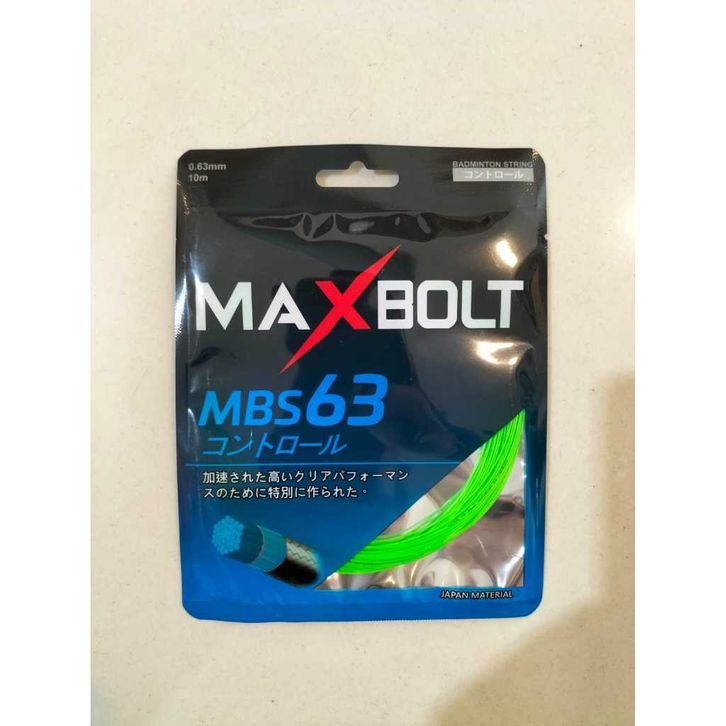 0.63mm
10m
BADMINTON STRING
コントロール
MAXBOLT
MBS63
コントロール
加速された高いクリアパフォーマン
スのために特別に作られた。
JAPAN MATERIAL